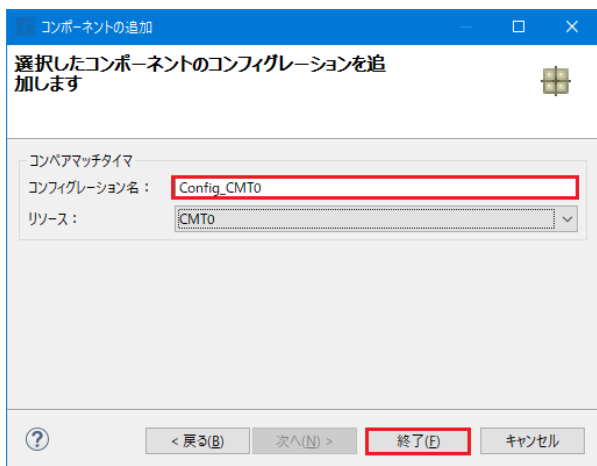 コンポーネントの追加
選択したコンポーネントのコンフィグレーションを追
加します
コンペアマッチタイマ
コンフィグレーション名：
Config_CMT0
リソース：
CMT0
?
< 戻る(B)
次へ(N) >
終了(F)
キャンセル